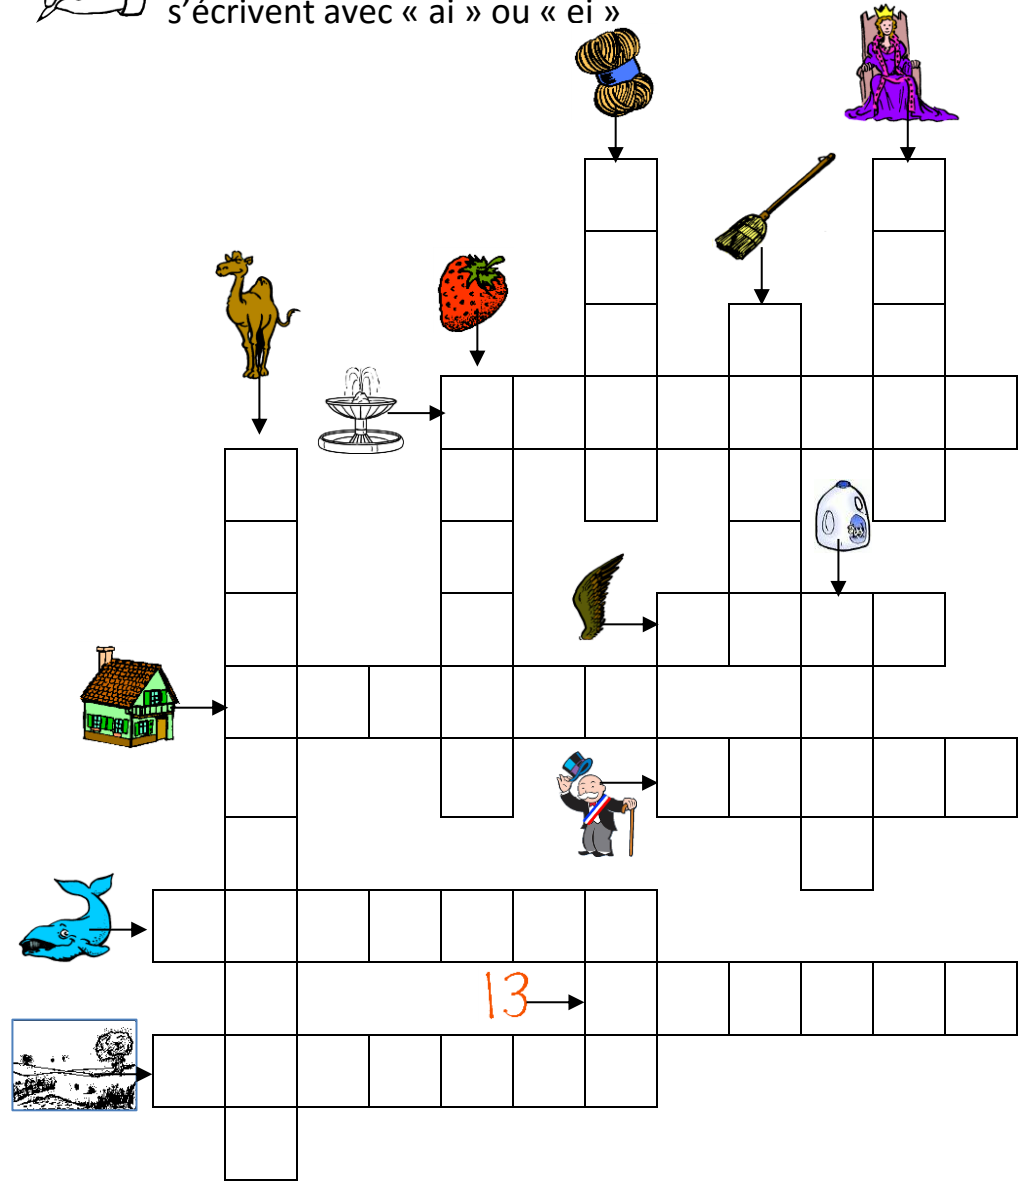 s’écrivent avec « ai » ou « ei »
13